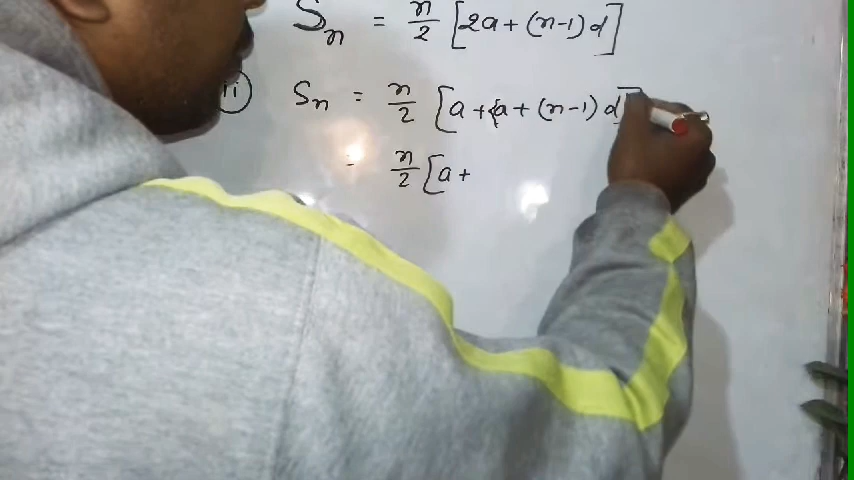 Sn = n/2 [2a + (n-1) d]
ii) Sn = n/2 [a + {a + (n-1) d
= n/2 [a +